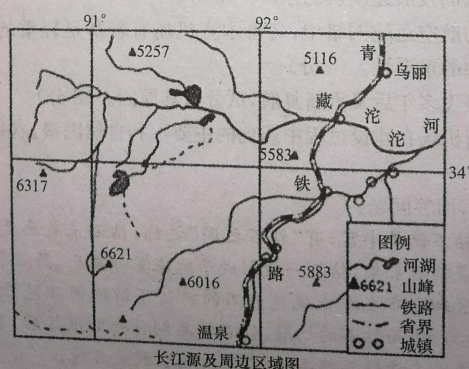 91° 92°
5257
5116
青
乌丽
藏
沱
沱
河
5583
34°
6317
铁
6621
6016
路
5883
温泉
图例
河湖
6621 山峰
铁路
省界
城镇
长江源及周边区域图